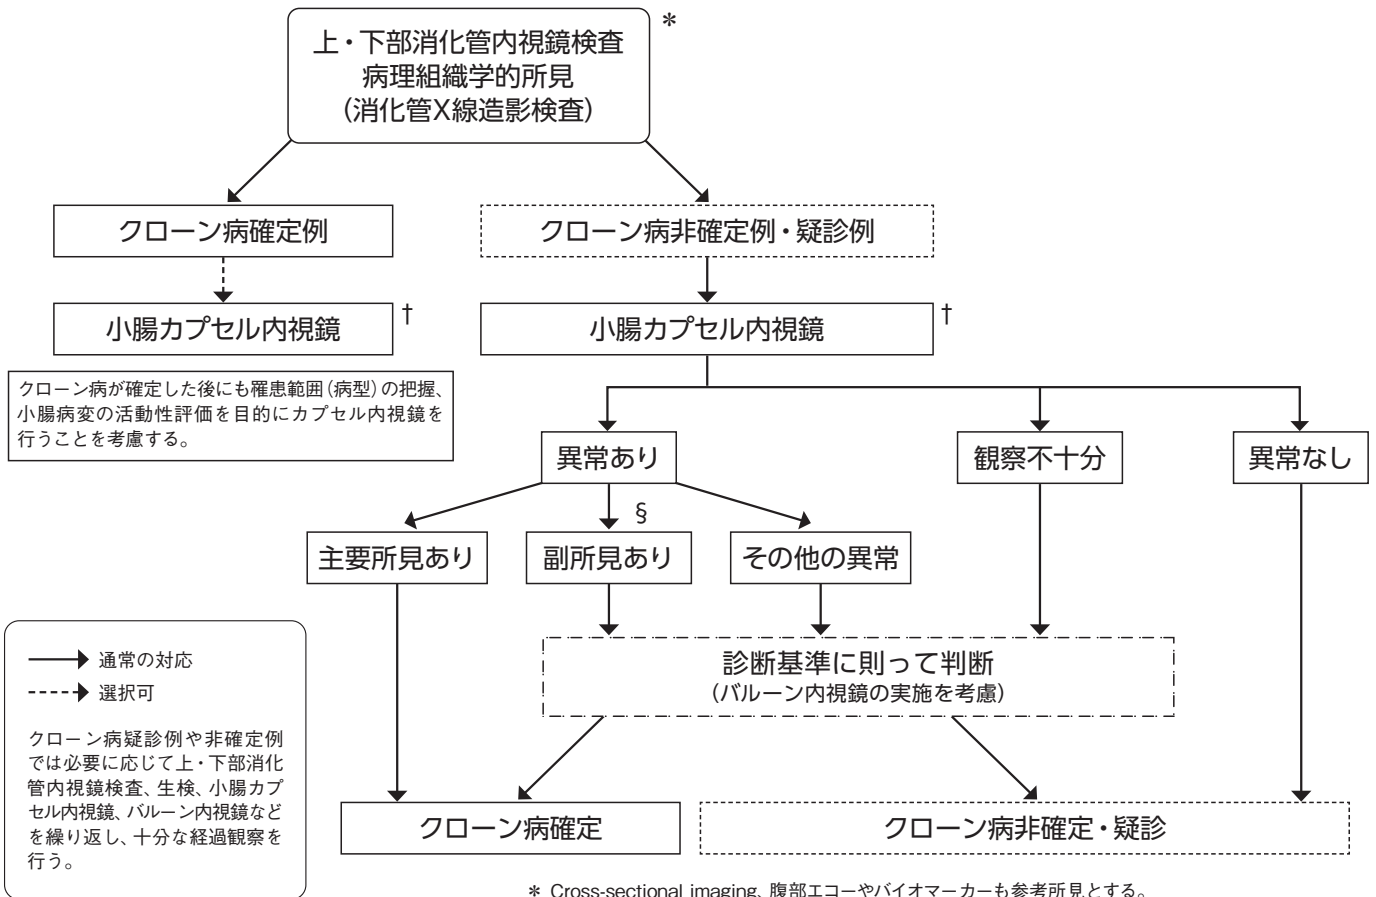 上・下部消化管内視鏡検査
病理組織学的所見
（消化管X線造影検査）
＊
クローン病確定例
クローン病非確定例・疑診例
小腸カプセル内視鏡
†
小腸カプセル内視鏡
†
クローン病が確定した後にも罹患範囲（病型）の把握、
小腸病変の活動性評価を目的にカプセル内視鏡を
行うことを考慮する。
異常あり
観察不十分
異常なし
§
主要所見あり
副所見あり
その他の異常
診断基準に則って判断
（バルーン内視鏡の実施を考慮）
通常の対応
選択可
クローン病疑診例や非確定例
では必要に応じて上・下部消化
管内視鏡検査、生検、小腸カプ
セル内視鏡、バルーン内視鏡など
を繰り返し、十分な経過観察を
行う。
クローン病確定
クローン病非確定・疑診
＊ Cross-sectional imaging、腹部エコーやバイオマーカーも参考所見とする。